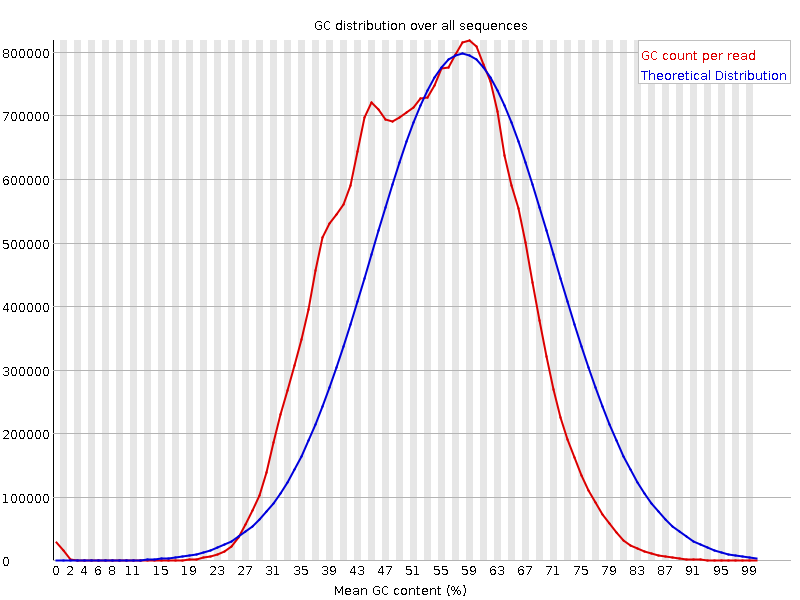 GC distribution over all sequences
GC count per read
Theoretical Distribution
800000
700000
600000
500000
400000
300000
200000
100000
0
0 2 4 6 8 11 15 19 23 27 31 35 39 43 47 51 55 59 63 67 71 75 79 83 87 91 95 99
Mean GC content (%)